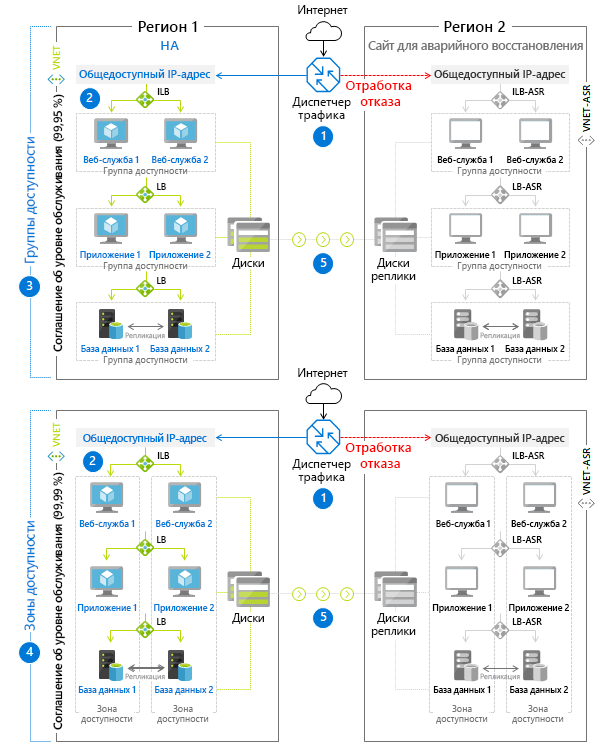 Интернет
Регион 1
НА
Регион 2
Сайт для аварийного восстановления
VNET
Общедоступный IP-адрес
Общедоступный IP-адрес
Отработка
отказа
Диспетчер
трафика
1
2
ILB
ILB-ASR
VNET-ASR
Веб-служба 1
Веб-служба 2
Группа доступности
Веб-служба 1
Веб-служба 2
Группа доступности
LB
LB-ASR
Группы доступности
3
Соглашение об уровне обслуживания (99,95 %)
Приложение 1
Приложение 2
Группа доступности
Диски
5
Диски
реплики
Приложение 1
Приложение 2
Группа доступности
LB
LB-ASR
Репликация
База данных 1
База данных 2
Группа доступности
Репликация
База данных 1
База данных 2
Группа доступности
Интернет
VNET
Общедоступный IP-адрес
Общедоступный IP-адрес
Отработка
отказа
Диспетчер
трафика
1
2
ILB
ILB-ASR
VNET-ASR
Веб-служба 1
Веб-служба 2
Веб-служба 1
Веб-служба 2
LB
LB-ASR
Зоны доступности
4
Соглашение об уровне обслуживания (99,99 %)
Приложение 1
Приложение 2
Диски
5
Диски
реплики
Приложение 1
Приложение 2
LB
LB-ASR
Репликация
База данных 1
База данных 2
Репликация
База данных 1
База данных 2
Зона
доступности
Зона
доступности
Зона
доступности
Зона
доступности